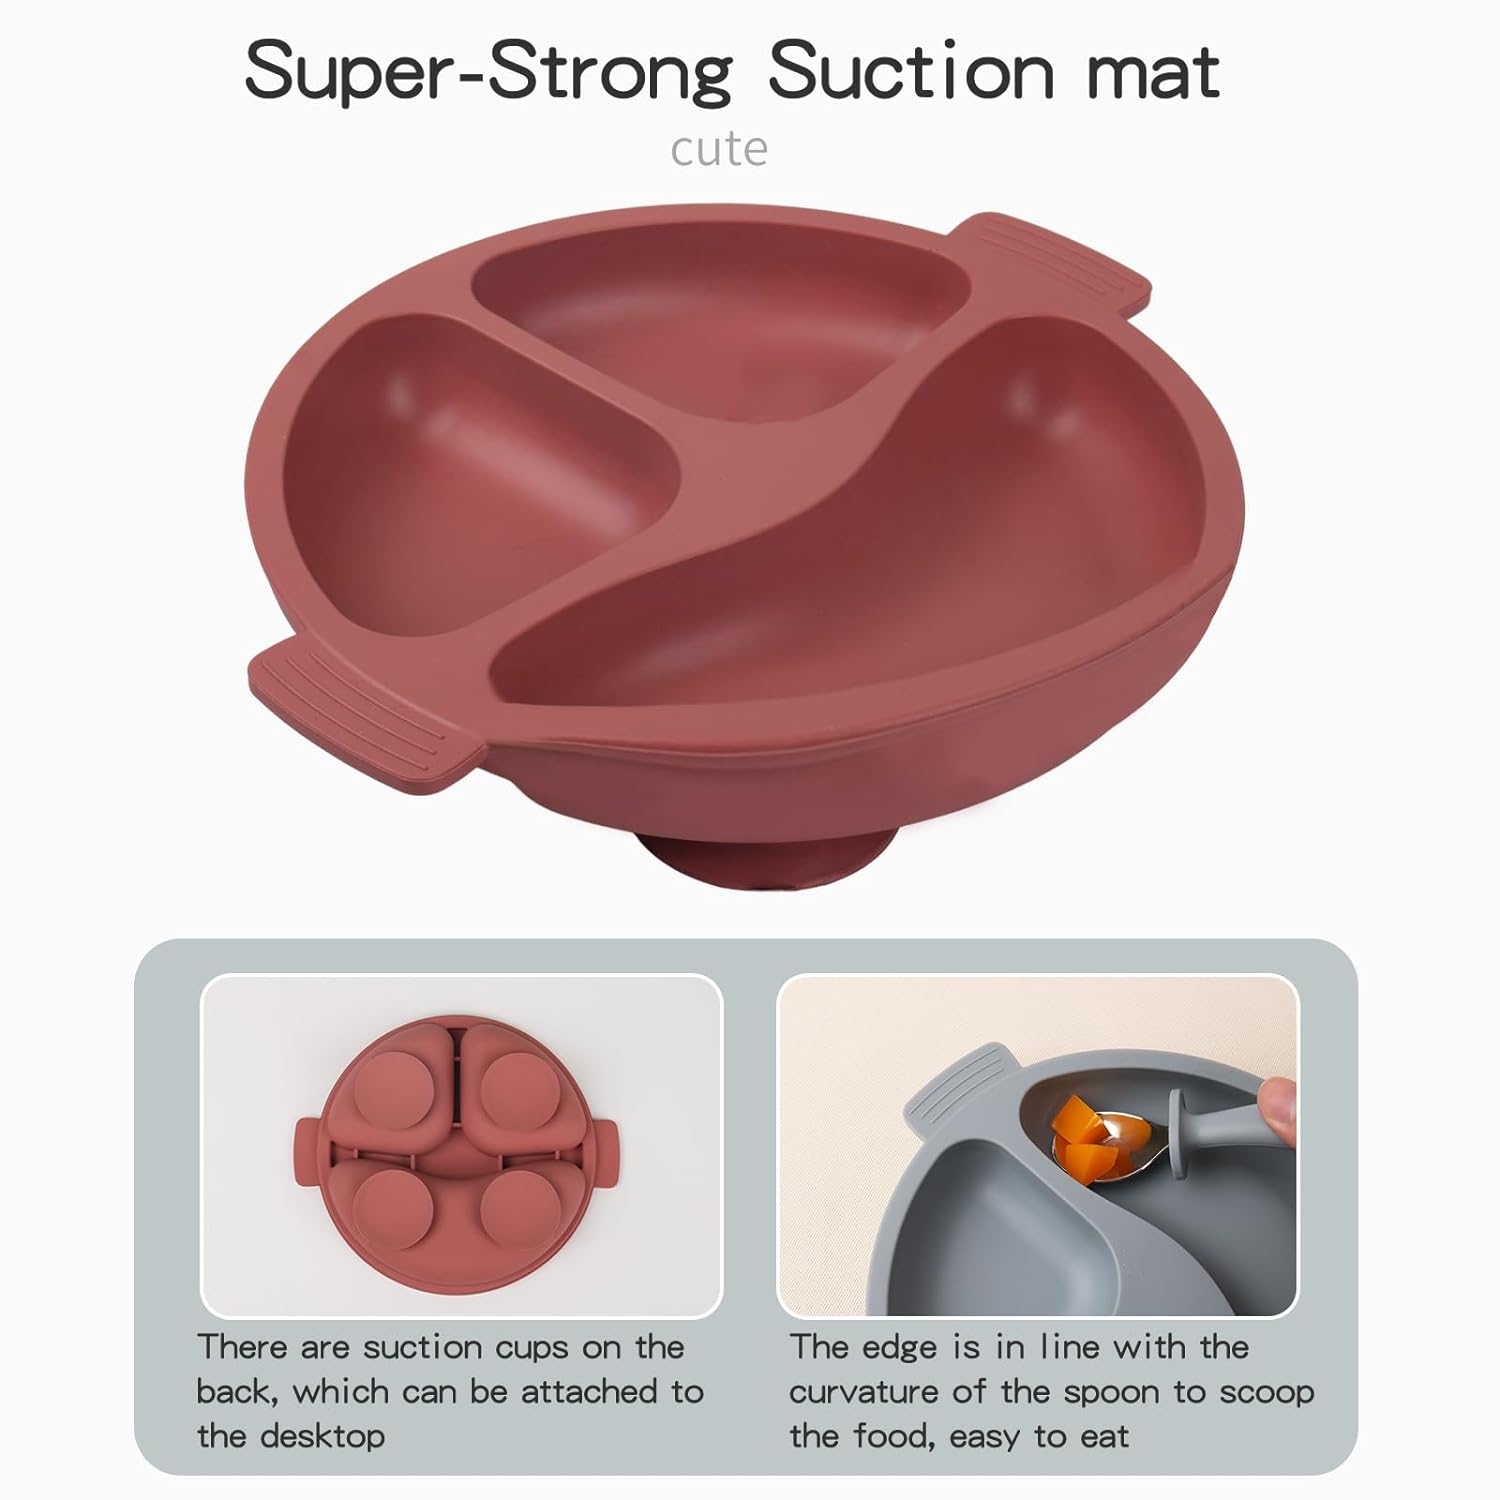 Super-Strong Suction mat
cute
There are suction cups on the
back, which can be attached to
the desktop
The edge is in line with the
curvature of the spoon to scoop
the food, easy to eat